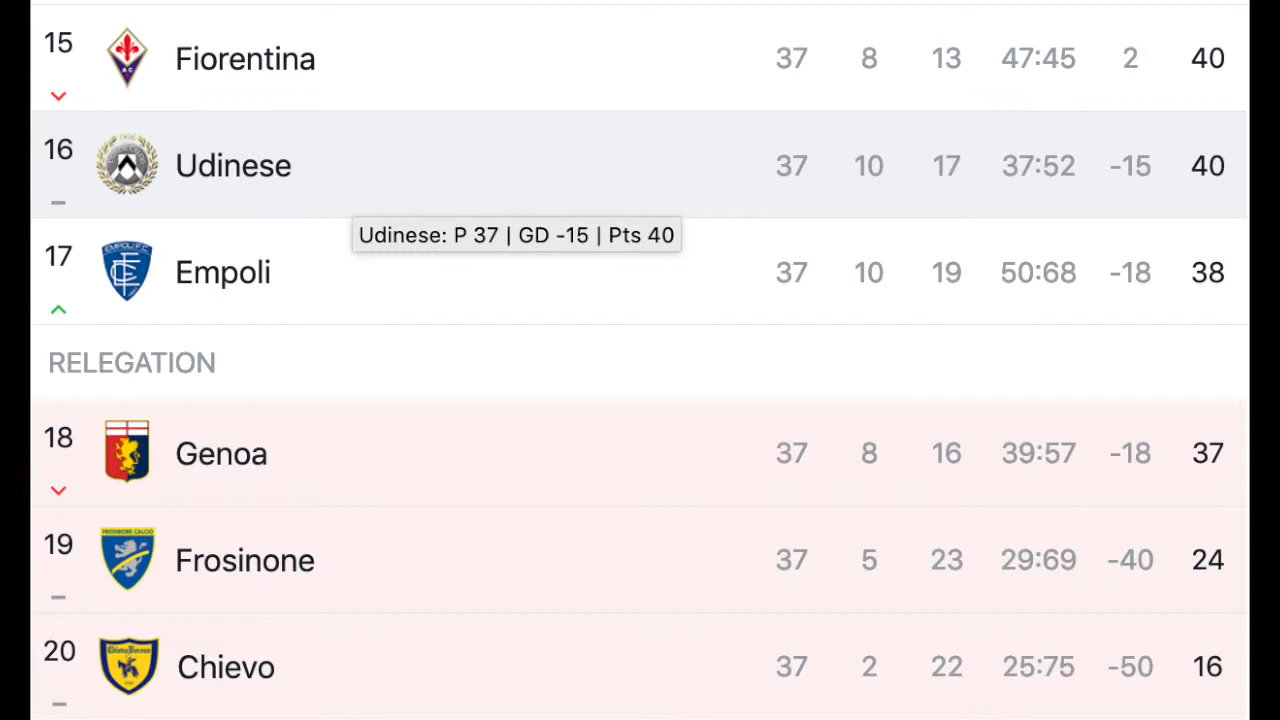 15 Fiorentina 37 8 13 47:45 2 40
16 Udinese 37 10 17 37:52 -15 40
Udinese: P 37 | GD -15 | Pts 40
17 EMPOLI F.C. Empoli 37 10 19 50:68 -18 38
RELEGATION
18 Genoa 37 8 16 39:57 -18 37
19 FROSINONE CALCIO Frosinone 37 5 23 29:69 -40 24
20 Chievo 37 2 22 25:75 -50 16